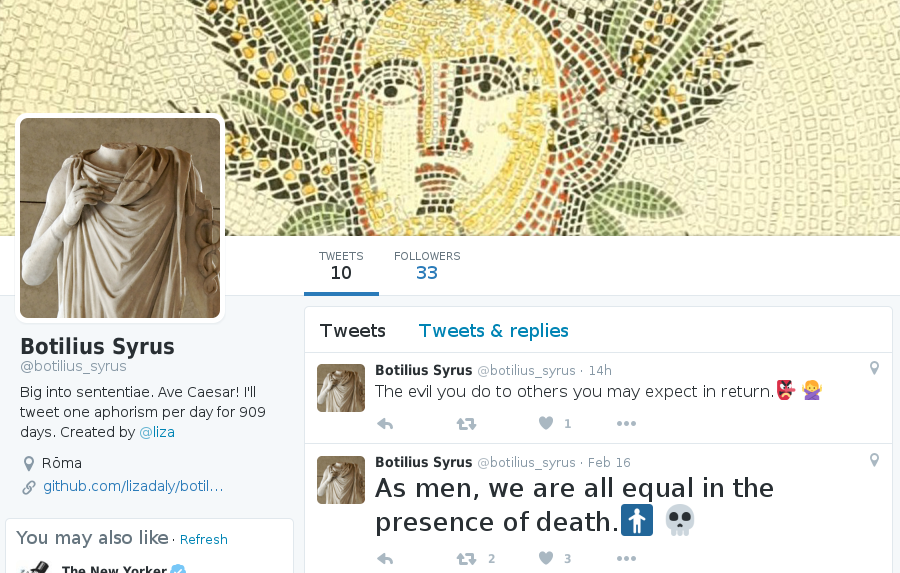 TWEETS
10
FOLLOWERS
33
Botilius Syrus
@botilius_syrus
Big into sententiae. Ave Caesar! I'll
tweet one aphorism per day for 909
days. Created by @liza
Rōma
github.com/lizadaly/botil…
You may also like · Refresh
The New Yorker
Tweets Tweets & replies
Botilius Syrus @botilius_syrus · 14h
The evil you do to others you may expect in return.👺 🙅
1
Botilius Syrus @botilius_syrus · Feb 16
As men, we are all equal in the
presence of death.🚹 💀
2 3